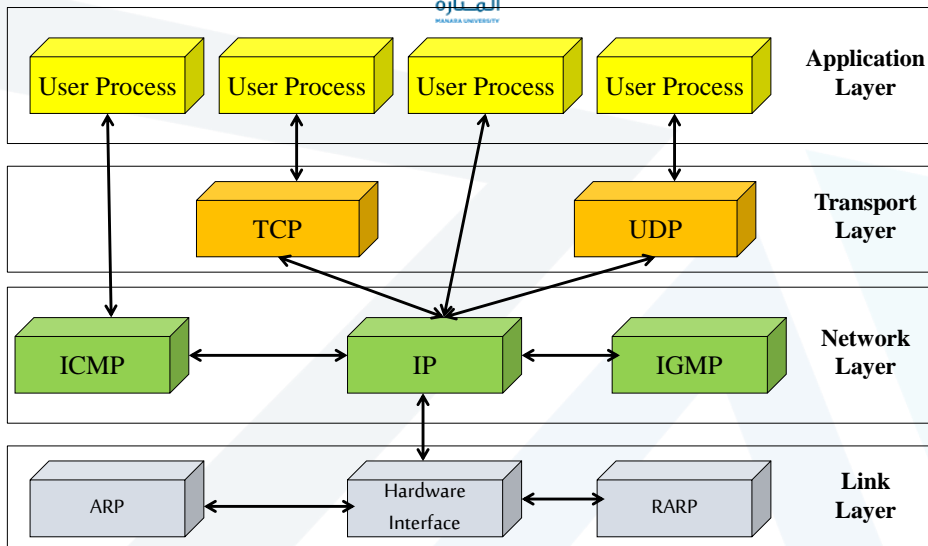 المـنـارة
MANARA UNIVERSITY
User Process
User Process
User Process
User Process
Application
Layer
TCP
UDP
Transport
Layer
ICMP
IP
IGMP
Network
Layer
ARP
Hardware
Interface
RARP
Link
Layer